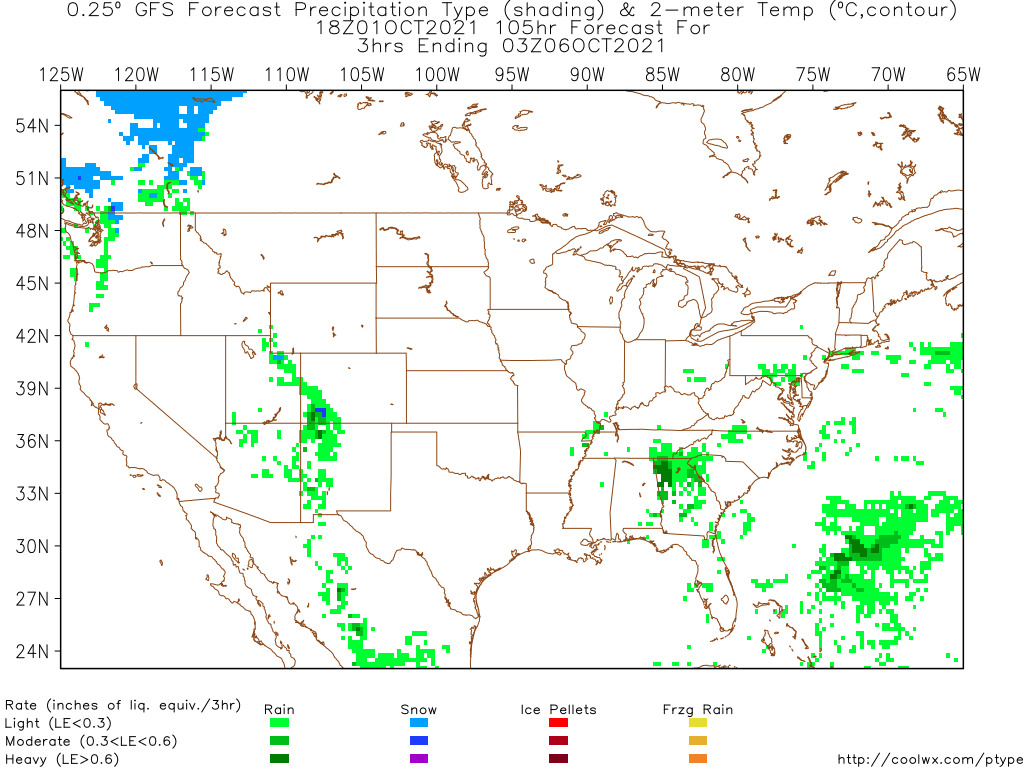 0.25º GFS Forecast Precipitation Type (shading) & 2-meter Temp (ºC,contour)
18Z01OCT2021 105hr Forecast For
3hrs Ending 03Z06OCT2021
125W 120W 115W 110W 105W 100W 95W 90W 85W 80W 75W 70W 65W
54N
51N
48N
45N
42N
39N
36N
33N
30N
27N
24N
Rate (inches of liq. equiv./3hr) Rain Snow Ice Pellets Frzg Rain
Light (LE<0.3)
Moderate (0.3<LE<0.6)
Heavy (LE>0.6)
http://coolwx.com/ptype